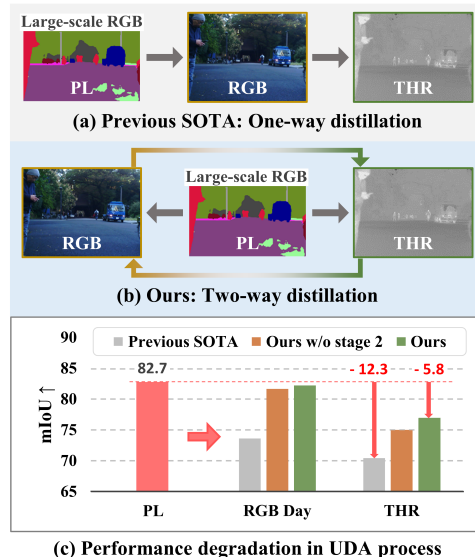 Large-scale RGB
PL
RGB
THR
(a) Previous SOTA: One-way distillation
Large-scale RGB
RGB
PL
THR
(b) Ours: Two-way distillation
90
85
80
75
70
65
mIoU ↑
Previous SOTA
Ours w/o stage 2
Ours
82.7
- 12.3
- 5.8
PL
RGB Day
THR
(c) Performance degradation in UDA process